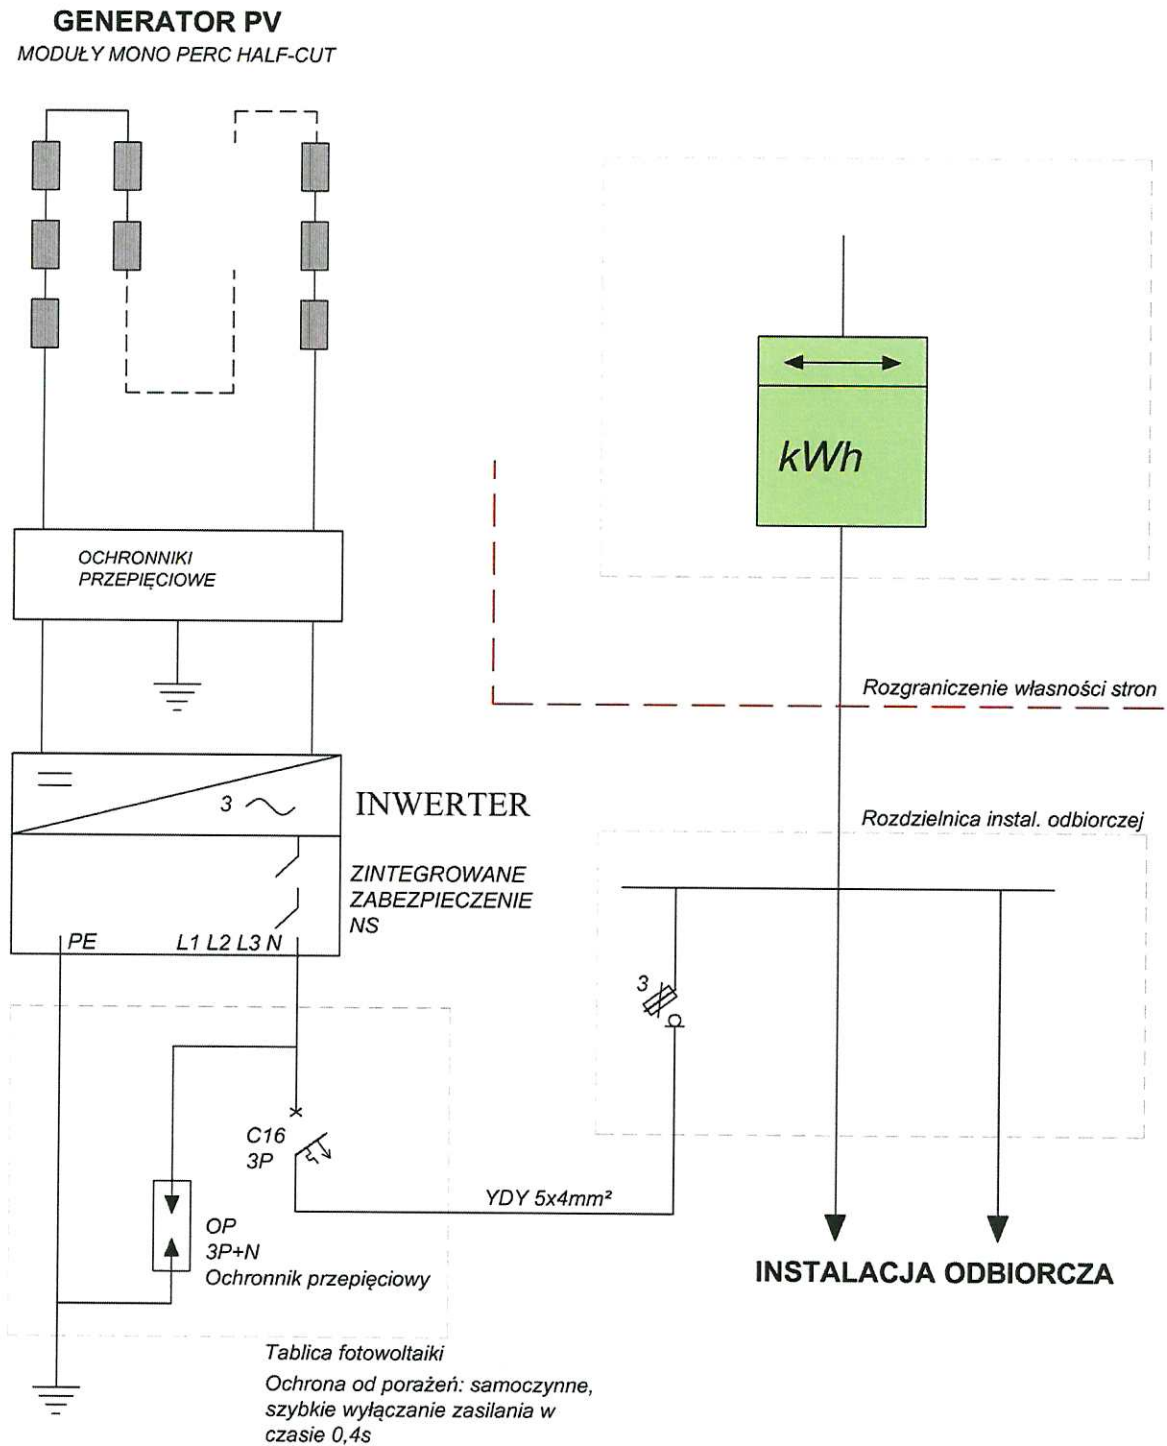 GENERATOR PV
MODUŁY MONO PERC HALF-CUT
kWh
OCHRONNIKI
PRZEPIĘCIOWE
Rozgraniczenie własności stron
3
INWERTER
Rozdzielnica instal. odbiorczej
ZINTEGROWANE
ZABEZPIECZENIE
NS
PE
L1 L2 L3 N
3
C16
3P
YDY 5x4mm²
OP
3P+N
Ochronnik przepięciowy
INSTALACJA ODBIORCZA
Tablica fotowoltaiki
Ochrona od porażeń: samoczynne,
szybkie wyłączanie zasilania w
czasie 0,4s